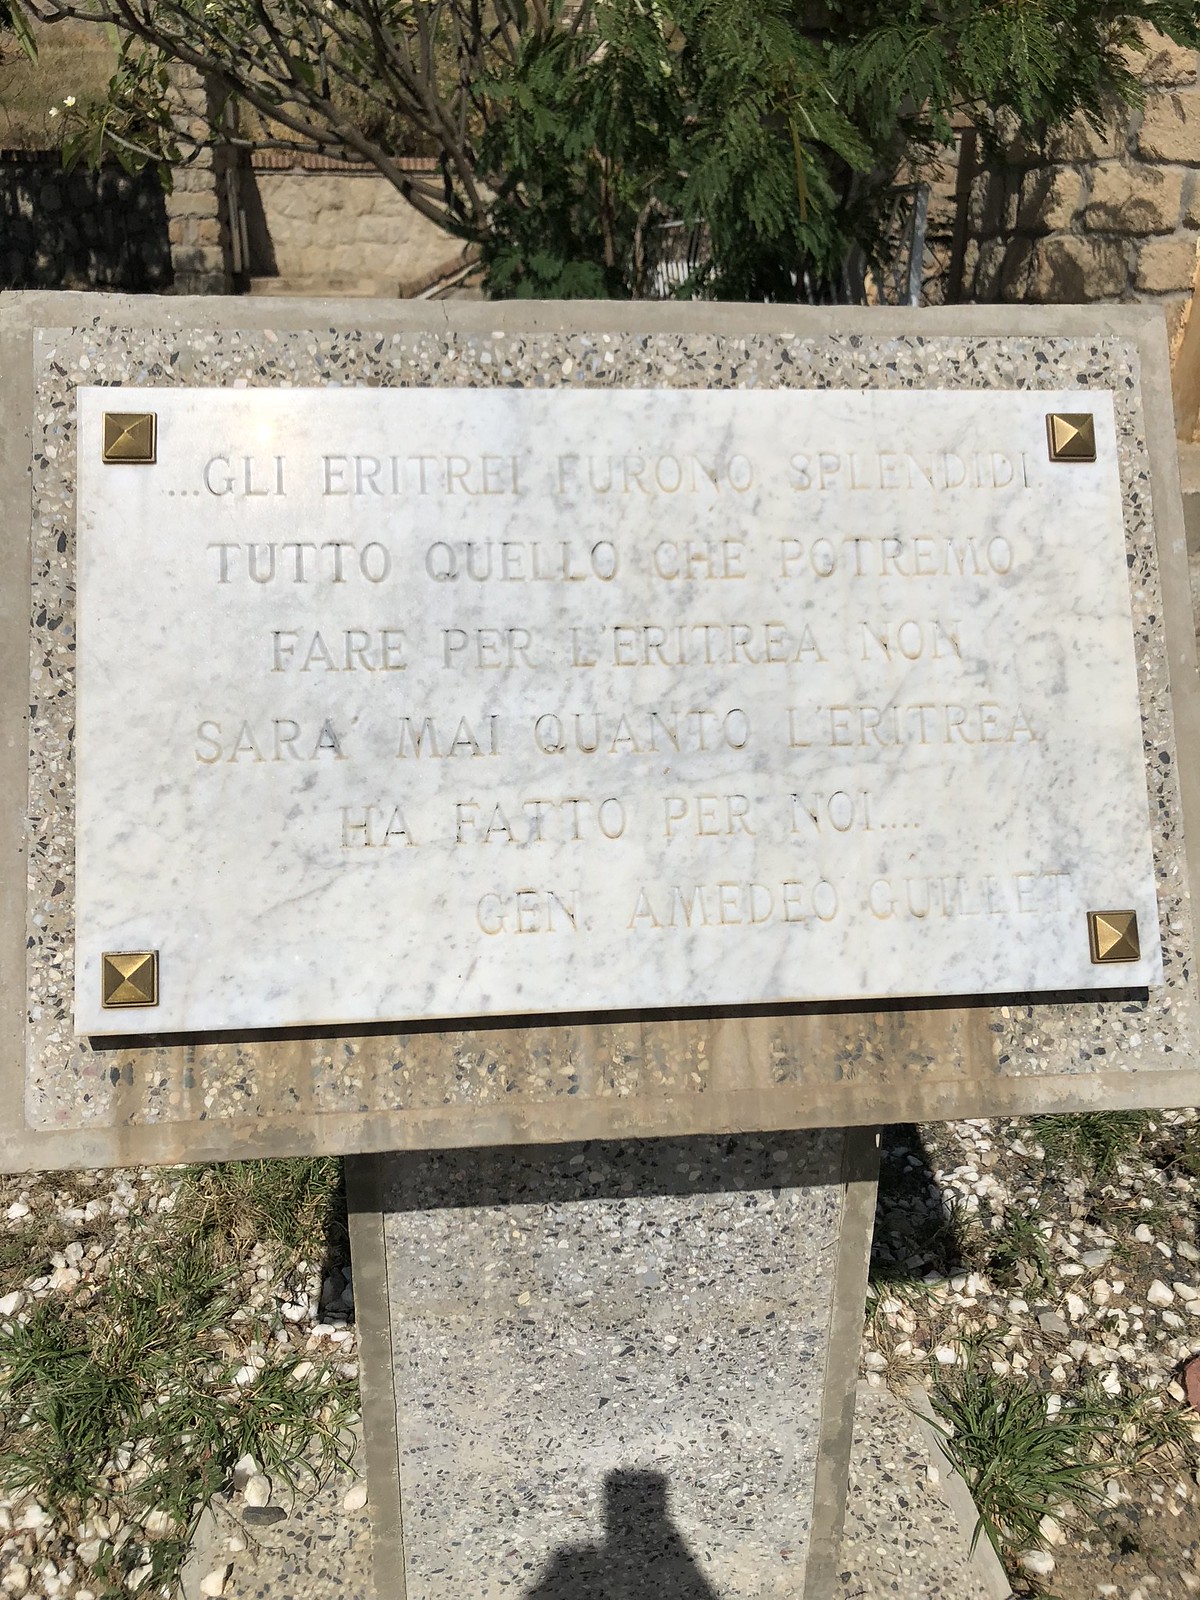 ...GLI ERITREI FURONO SPLENDIDI.
TUTTO QUELLO CHE POTREMO
FARE PER L'ERITREA NON
SARA' MAI QUANTO L'ERITREA
HA FATTO PER NOI....
GEN. AMEDEO GUILLET